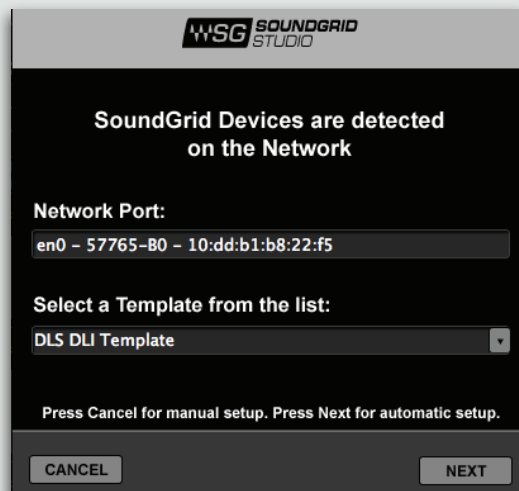 WSG SOUNDGRID
STUDIO
SoundGrid Devices are detected
on the Network
Network Port:
en0 – 57765-B0 – 10:dd:b1:b8:22:f5
Select a Template from the list:
DLS DLI Template
Press Cancel for manual setup. Press Next for automatic setup.
CANCEL
NEXT